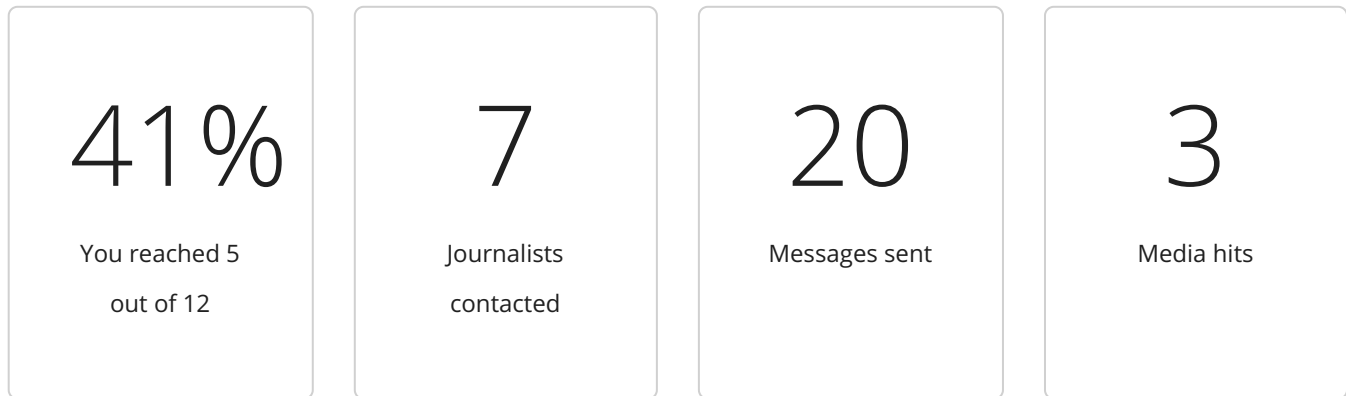 41%
You reached 5
out of 12
7
Journalists
contacted
20
Messages sent
3
Media hits